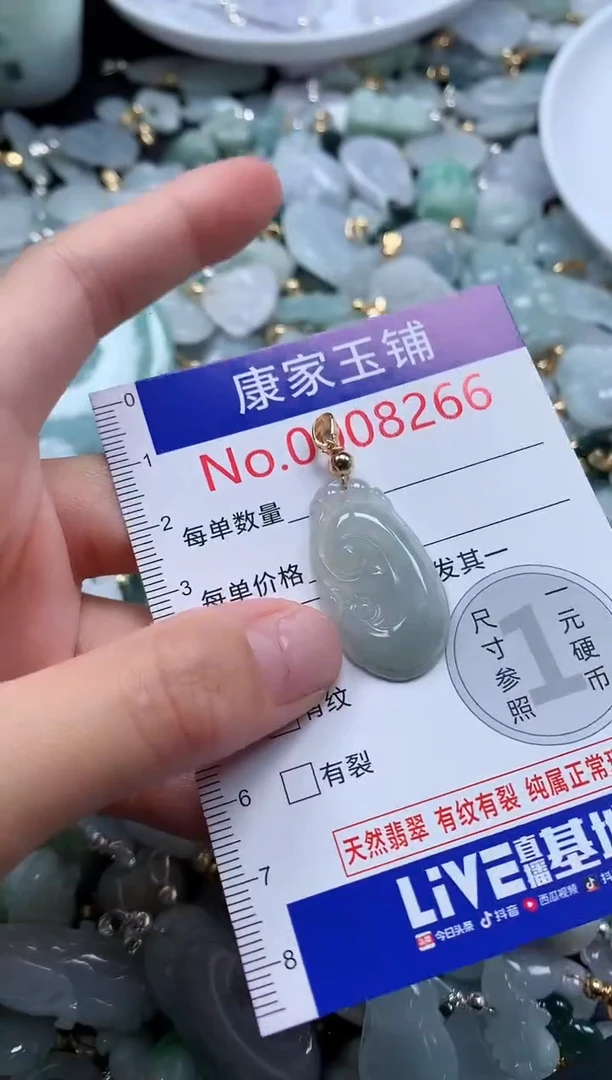 康家玉铺
No.0008266
每单数量
每单价格
发其一
有纹
有裂
尺寸参照
1
一元硬币
天然翡翠 有纹有裂 纯属正常
LiVE直播基地
今日头条 抖音 西瓜视频 抖
0
1
2
3
6
7
8